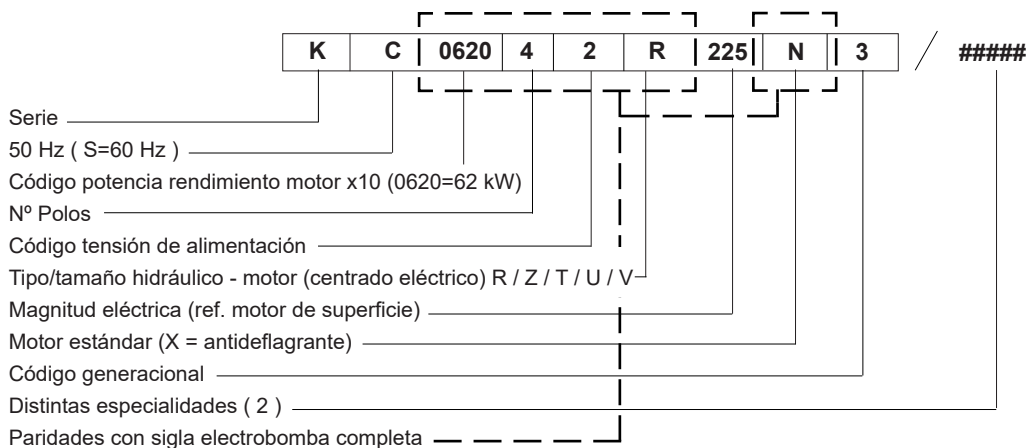 K C 0620 4 2 R 225 N 3 / #####
Serie
50 Hz ( S=60 Hz )
Código potencia rendimiento motor x10 (0620=62 kW)
Nº Polos
Código tensión de alimentación
Tipo/tamaño hidráulico - motor (centrado eléctrico) R / Z / T / U / V
Magnitud eléctrica (ref. motor de superficie)
Motor estándar (X = antideflagrante)
Código generacional
Distintas especialidades ( 2 )
Paridades con sigla electrobomba completa